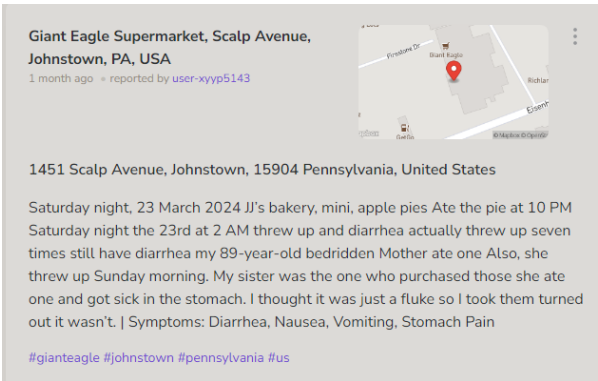 Giant Eagle Supermarket, Scalp Avenue,
Johnstown, PA, USA
1 month ago • reported by user-xyyp5143
Firestone Dr
Giant Eagle
Richlan
Eisenh
GetGo
© Mapbox © OpenSt
1451 Scalp Avenue, Johnstown, 15904 Pennsylvania, United States
Saturday night, 23 March 2024 JJ’s bakery, mini, apple pies Ate the pie at 10 PM
Saturday night the 23rd at 2 AM threw up and diarrhea actually threw up seven
times still have diarrhea my 89-year-old bedridden Mother ate one Also, she
threw up Sunday morning. My sister was the one who purchased those she ate
one and got sick in the stomach. I thought it was just a fluke so I took them turned
out it wasn’t. | Symptoms: Diarrhea, Nausea, Vomiting, Stomach Pain
#gianteagle #johnstown #pennsylvania #us